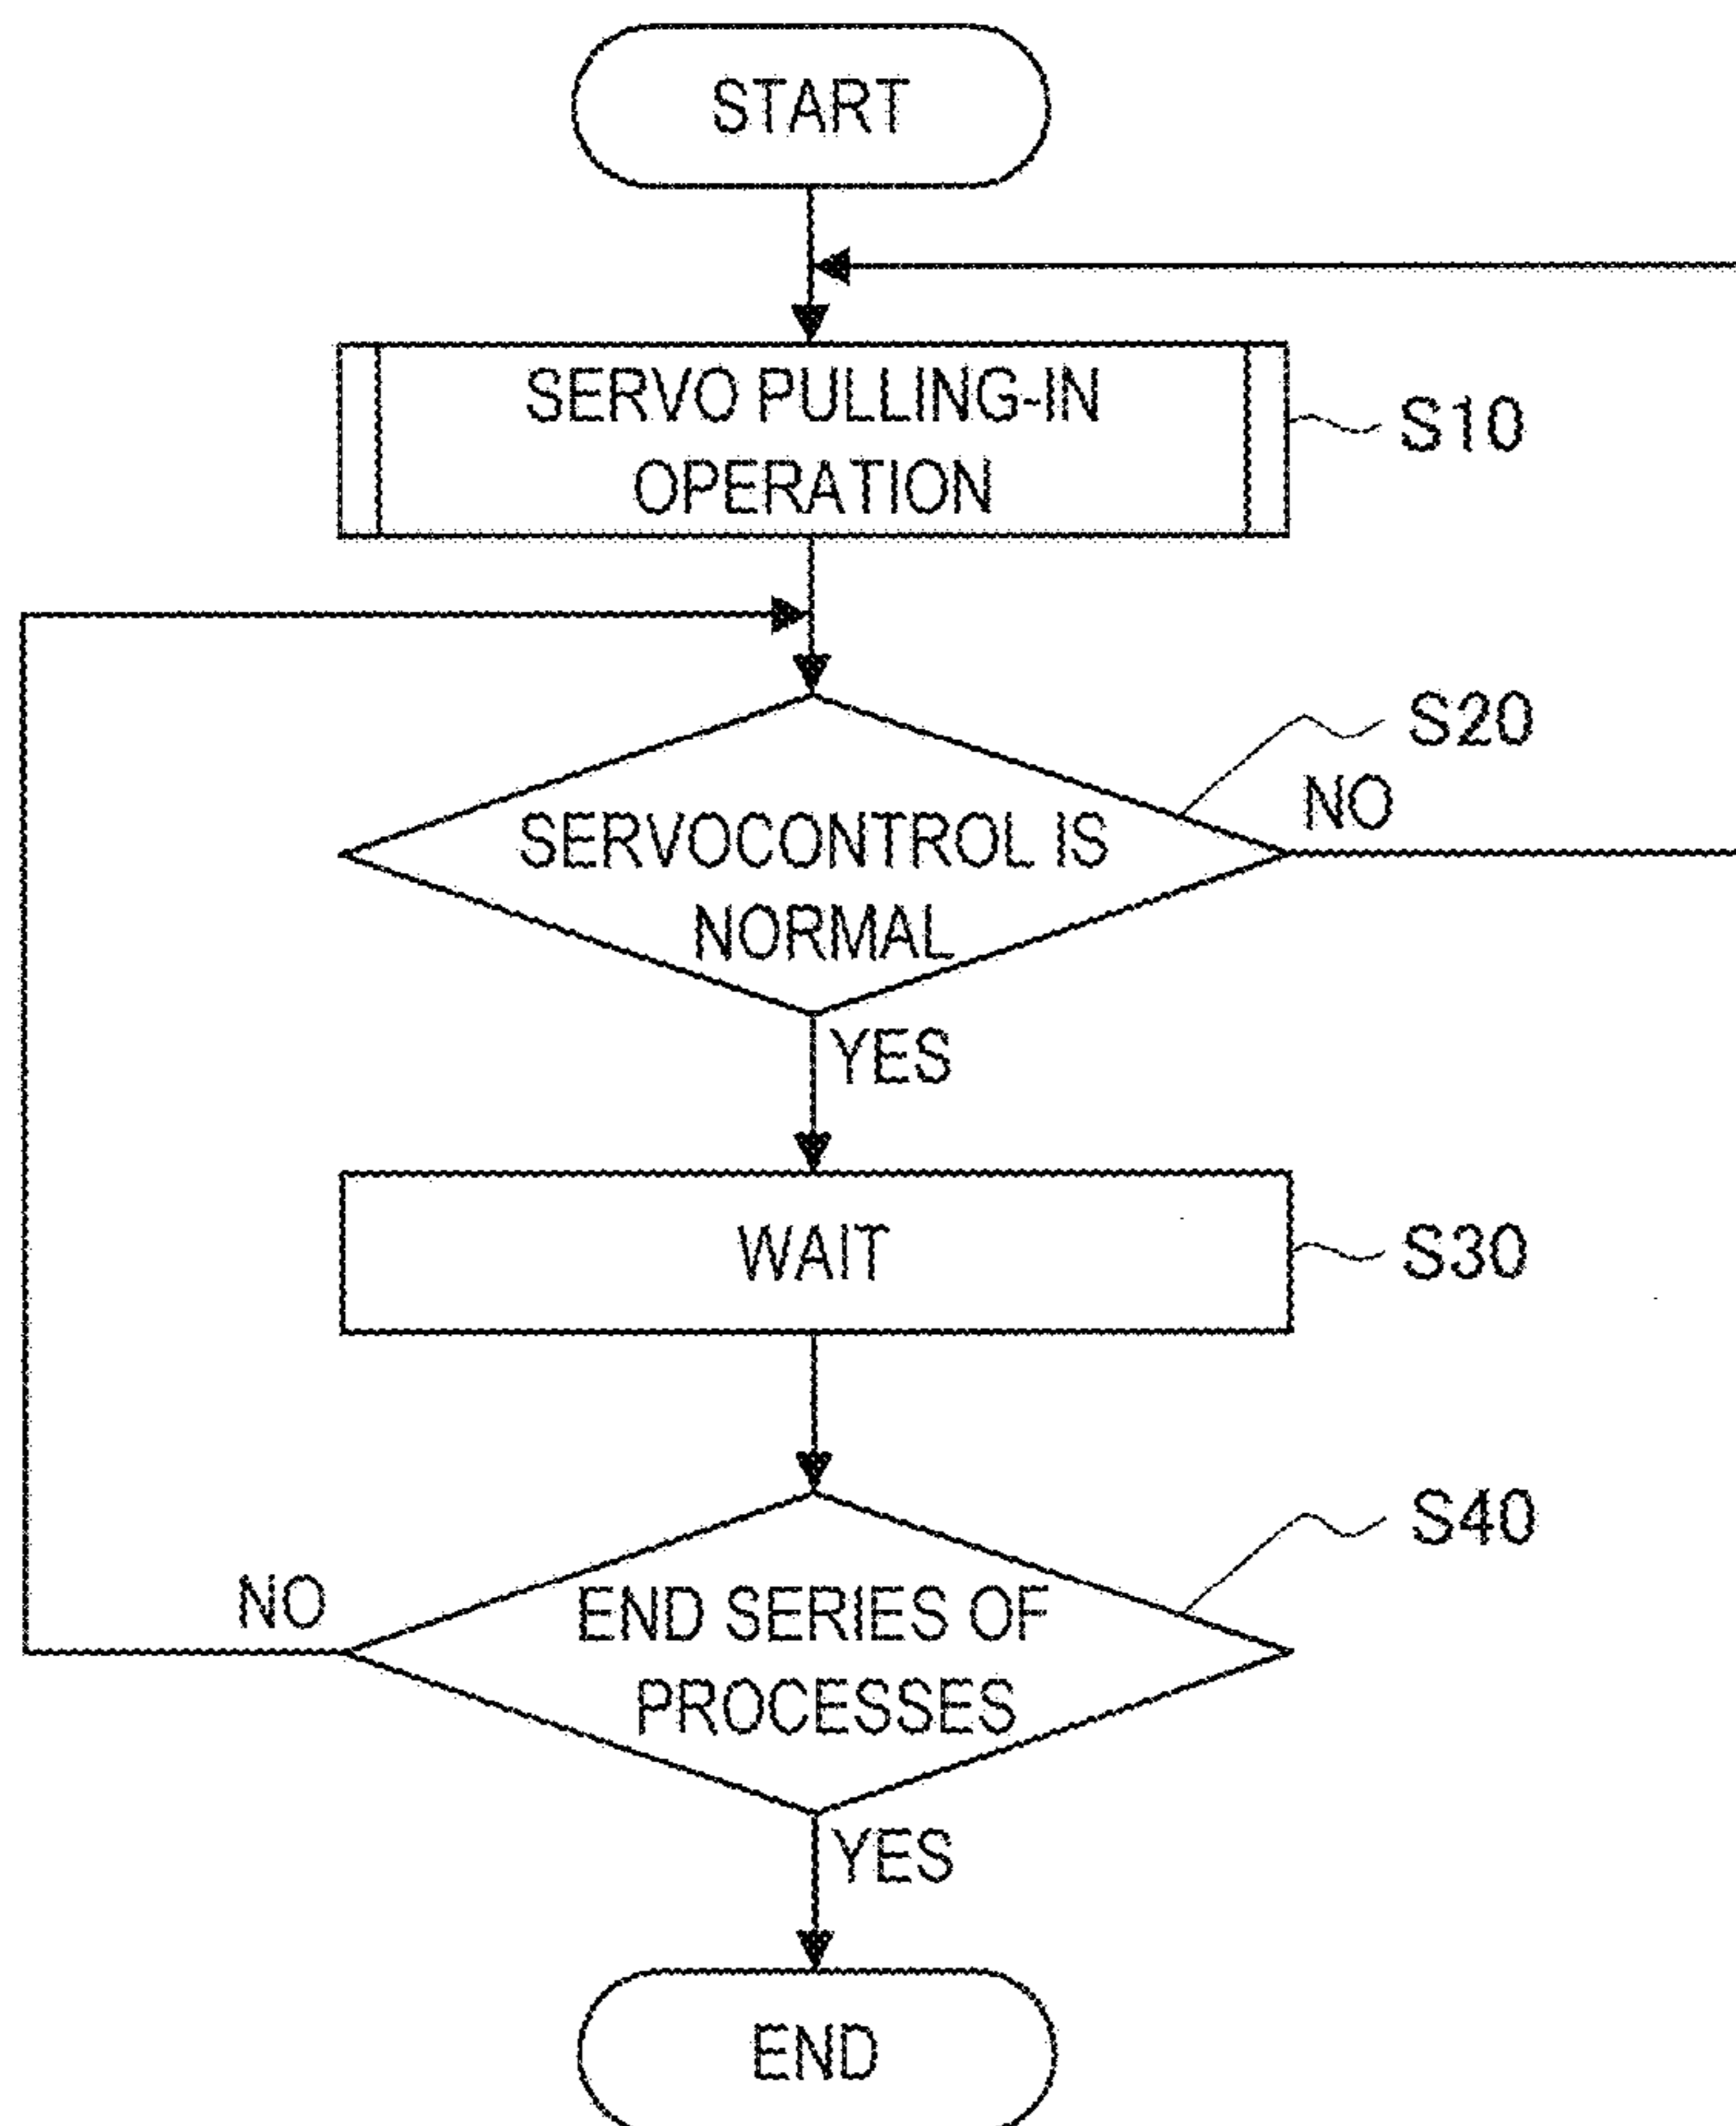 START
SERVO PULLING-IN
OPERATION
S10
S20
NO
SERVOCONTROL IS
NORMAL
YES
WAIT
S30
S40
NO
END SERIES OF
PROCESSES
YES
END